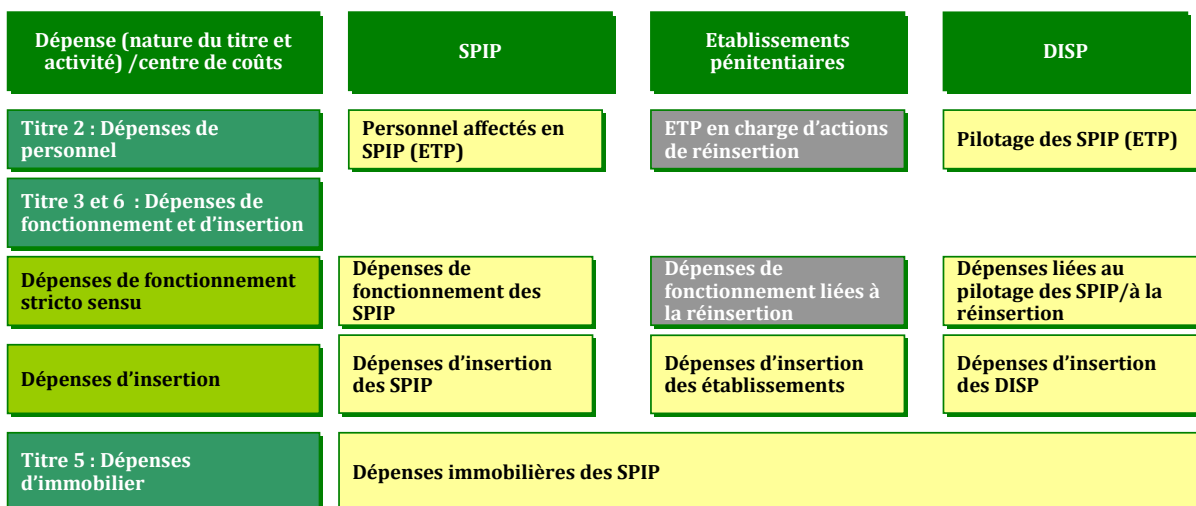 Dépense (nature du titre et
activité) /centre de coûts
SPIP
Etablissements
pénitentiaires
DISP
Titre 2 : Dépenses de
personnel
Personnel affectés en
SPIP (ETP)
ETP en charge d’actions
de réinsertion
Pilotage des SPIP (ETP)
Titre 3 et 6 : Dépenses de
fonctionnement et d’insertion
Dépenses de fonctionnement
stricto sensu
Dépenses de
fonctionnement des
SPIP
Dépenses de
fonctionnement liées à
la réinsertion
Dépenses liées au
pilotage des SPIP/à la
réinsertion
Dépenses d’insertion
Dépenses d’insertion
des SPIP
Dépenses d’insertion
des établissements
Dépenses d’insertion
des DISP
Titre 5 : Dépenses
d’immobilier
Dépenses immobilières des SPIP